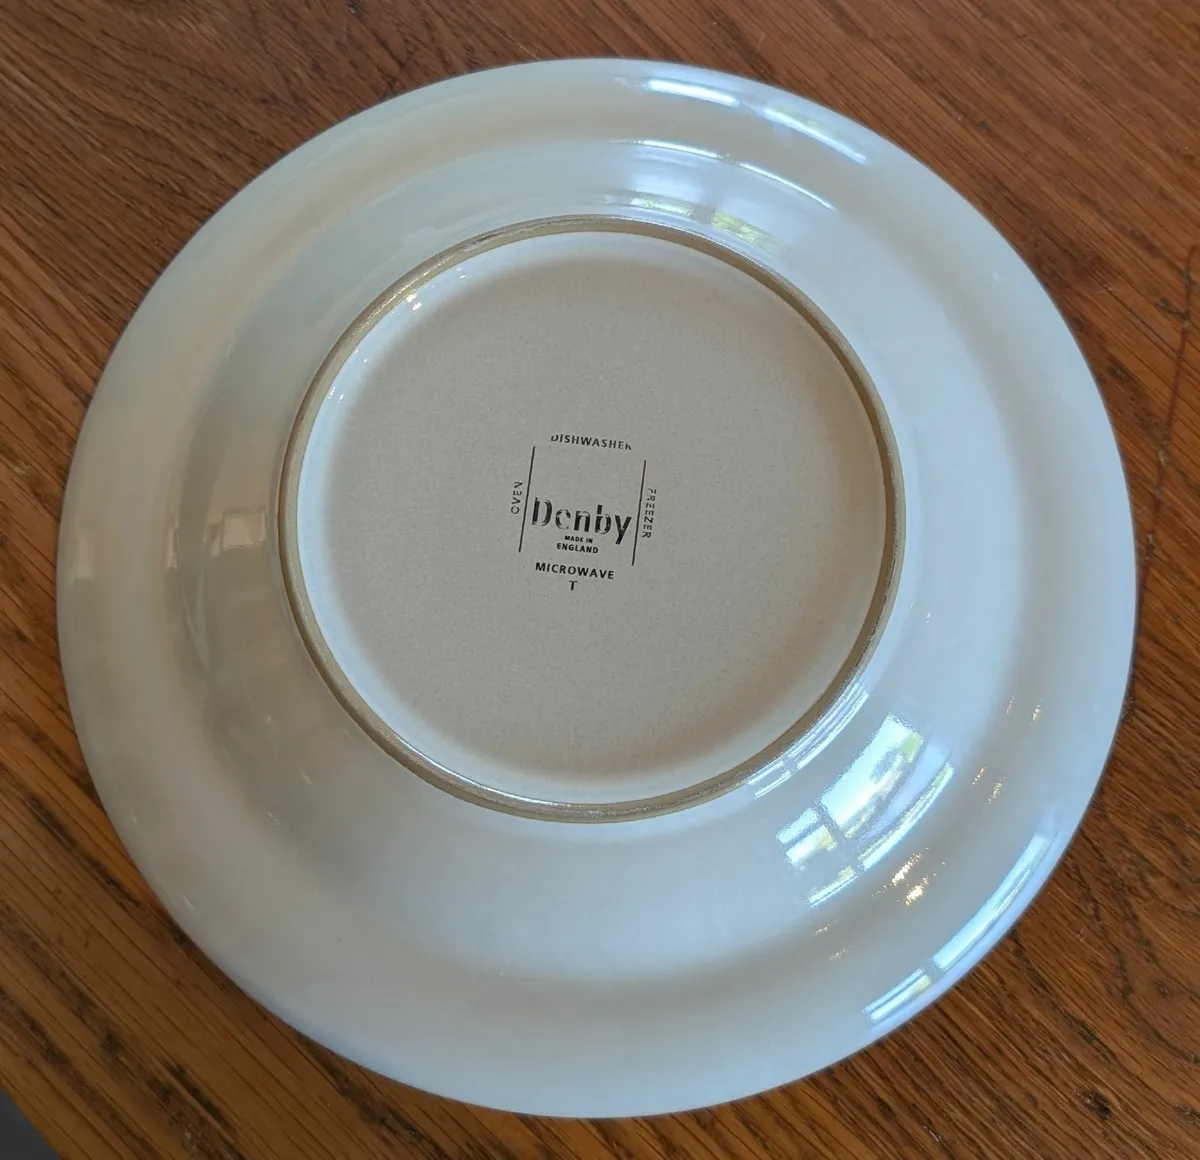 DISHWASHER
OVEN
Denby
FREEZER
MADE IN
ENGLAND
MICROWAVE
T